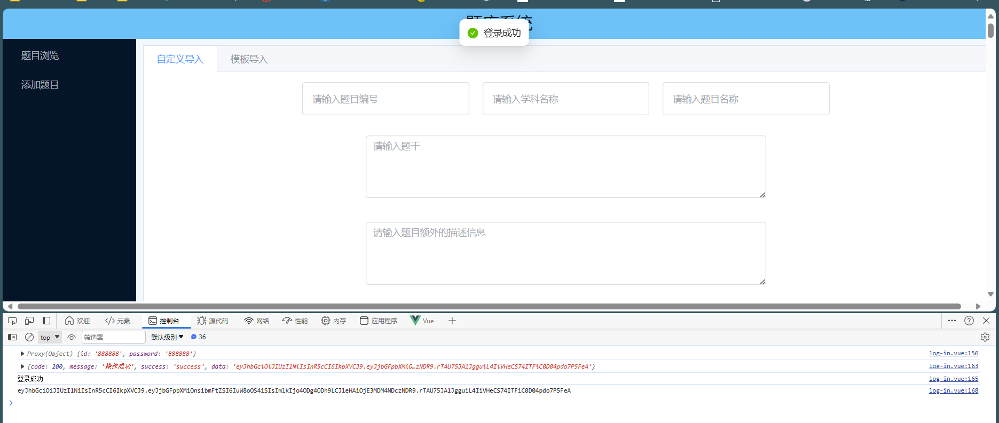 题库系统
登录成功
题目浏览
添加题目
自定义导入
模板导入
请输入题目编号
请输入学科名称
请输入题目名称
请输入题干
请输入题目额外的描述信息
欢迎
元素
控制台
源代码
网络
性能
内存
应用程序
Vue
top
筛选器
默认级别
36
Proxy(Object) {id: '888888', password: '888888'}
log-in.vue:156
{code: 200, message: '操作成功', success: 'success', data: 'eyJhbGciOiJIUzI1NiIsInR5cCI6IkpXVCJ9.eyJjbGFpbXMiO…zNDR9.rTAU75JA1JgguiL4IiVHeCS74ITFiC0D04pdo7P5FeA'}
log-in.vue:163
登录成功
log-in.vue:165
eyJhbGciOiJIUzI1NiIsInR5cCI6IkpXVCJ9.eyJjbGFpbXMiOnsibmFtZSI6IuW8oOS4iSIsImlkIjo4ODg4ODh9LCJleHAiOjE3MDM4NDczNDR9.rTAU75JA1JgguiL4IiVHeCS74ITFiC0D04pdo7P5FeA
log-in.vue:168